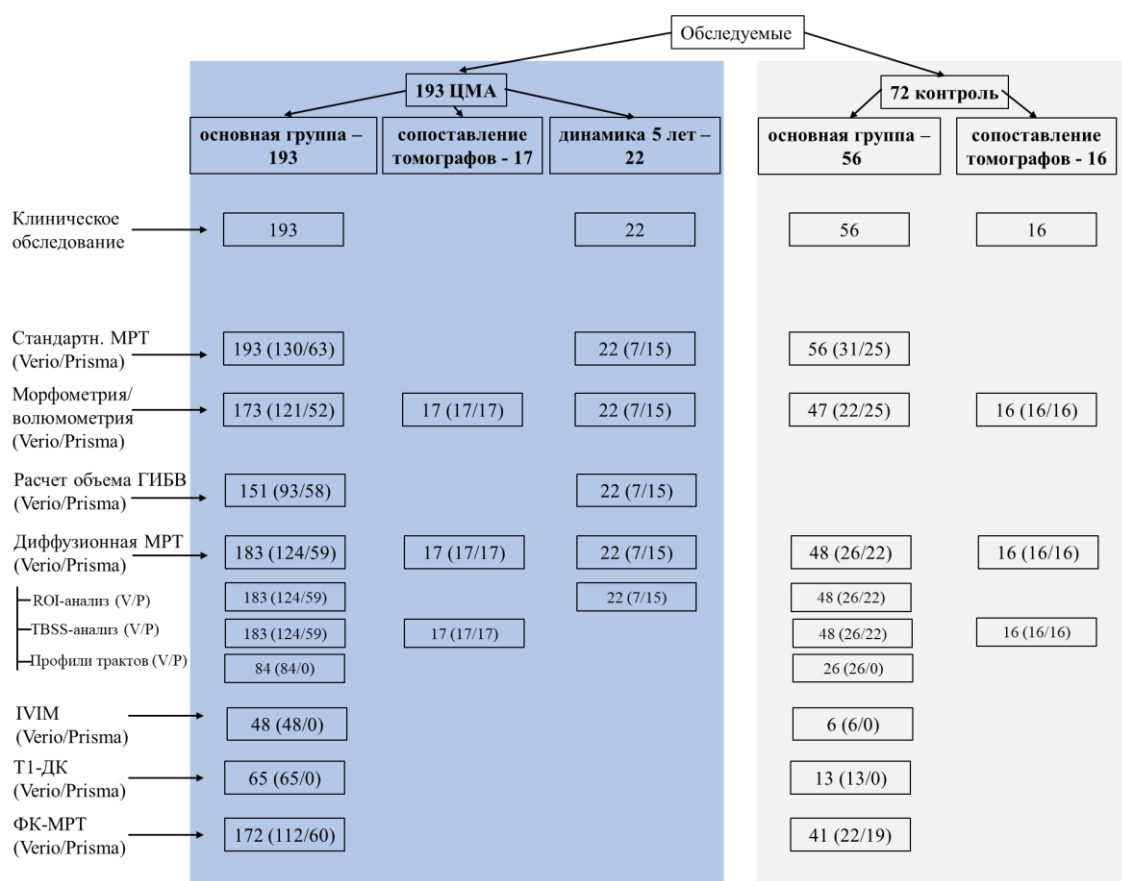 Обследуемые
193 ЦМА
72 контроль
основная группа –
193
сопоставление
томографов - 17
динамика 5 лет –
22
основная группа –
56
сопоставление
томографов - 16
Клиническое
обследование
193
22
56
16
Стандартн. МРТ
(Verio/Prisma)
193 (130/63)
22 (7/15)
56 (31/25)
Морфометрия/
волюмометрия
(Verio/Prisma)
173 (121/52)
17 (17/17)
22 (7/15)
47 (22/25)
16 (16/16)
Расчет объема ГИБВ
(Verio/Prisma)
151 (93/58)
22 (7/15)
Диффузионная МРТ
(Verio/Prisma)
183 (124/59)
17 (17/17)
22 (7/15)
48 (26/22)
16 (16/16)
ROI-анализ (V/P)
183 (124/59)
22 (7/15)
48 (26/22)
TBSS-анализ (V/P)
183 (124/59)
17 (17/17)
48 (26/22)
16 (16/16)
Профили трактов (V/P)
84 (84/0)
26 (26/0)
IVIM
(Verio/Prisma)
48 (48/0)
6 (6/0)
Т1-ДК
(Verio/Prisma)
65 (65/0)
13 (13/0)
ФК-МРТ
(Verio/Prisma)
172 (112/60)
41 (22/19)